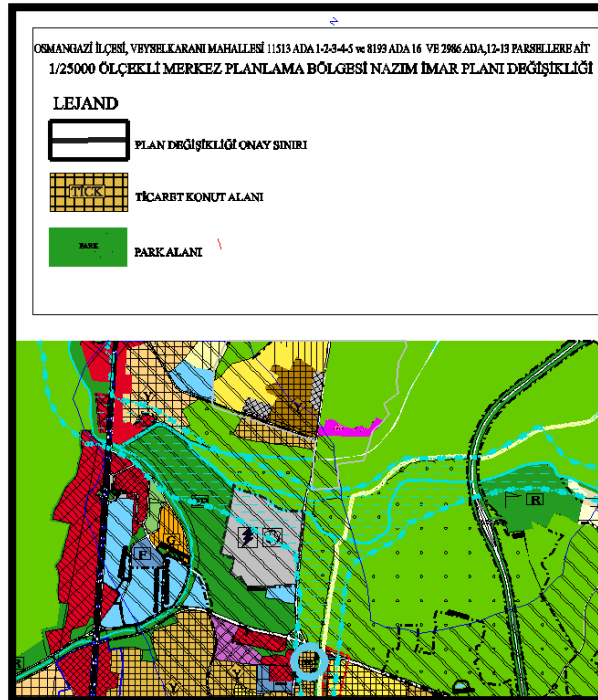 Z
OSMANGAZİ İLÇESİ, VEYSELKARANI MAHALLESİ 11513 ADA 1-2-3-4-5 ve 8193 ADA 16 VE 2986 ADA,12-13 PARSELLERE AİT
1/25000 ÖLÇEKLİ MERKEZ PLANLAMA BÖLGESİ NAZIM İMAR PLANI DEĞİŞİKLİĞİ
LEJAND
PLAN DEĞİŞİKLİĞİ ONAY SINIRI
TİCK
TİCARET KONUT ALANI
PARK
PARK ALANI
Y
Y
R
G
F
Y
Y
Y
R